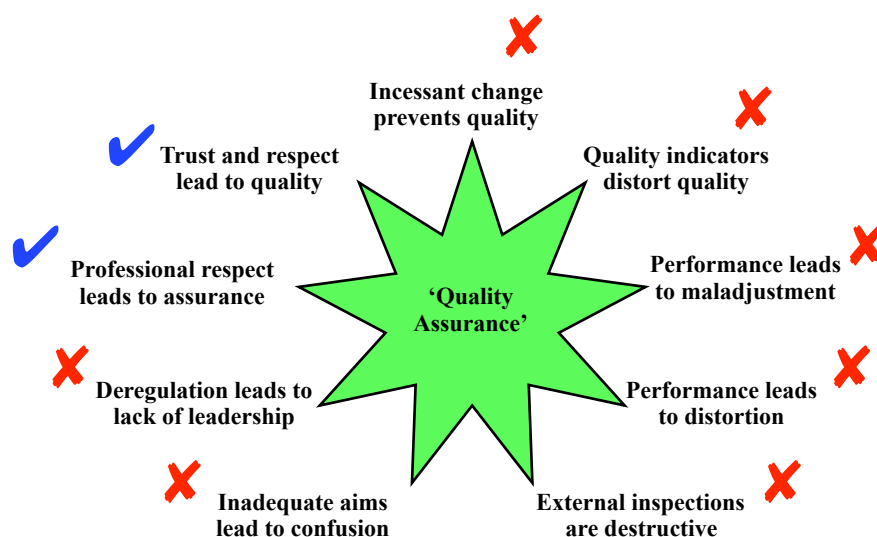 Incessant change
prevents quality
Trust and respect
lead to quality
Quality indicators
distort quality
Professional respect
leads to assurance
‘Quality
Assurance’
Performance leads
to maladjustment
Deregulation leads to
lack of leadership
Performance leads
to distortion
Inadequate aims
lead to confusion
External inspections
are destructive